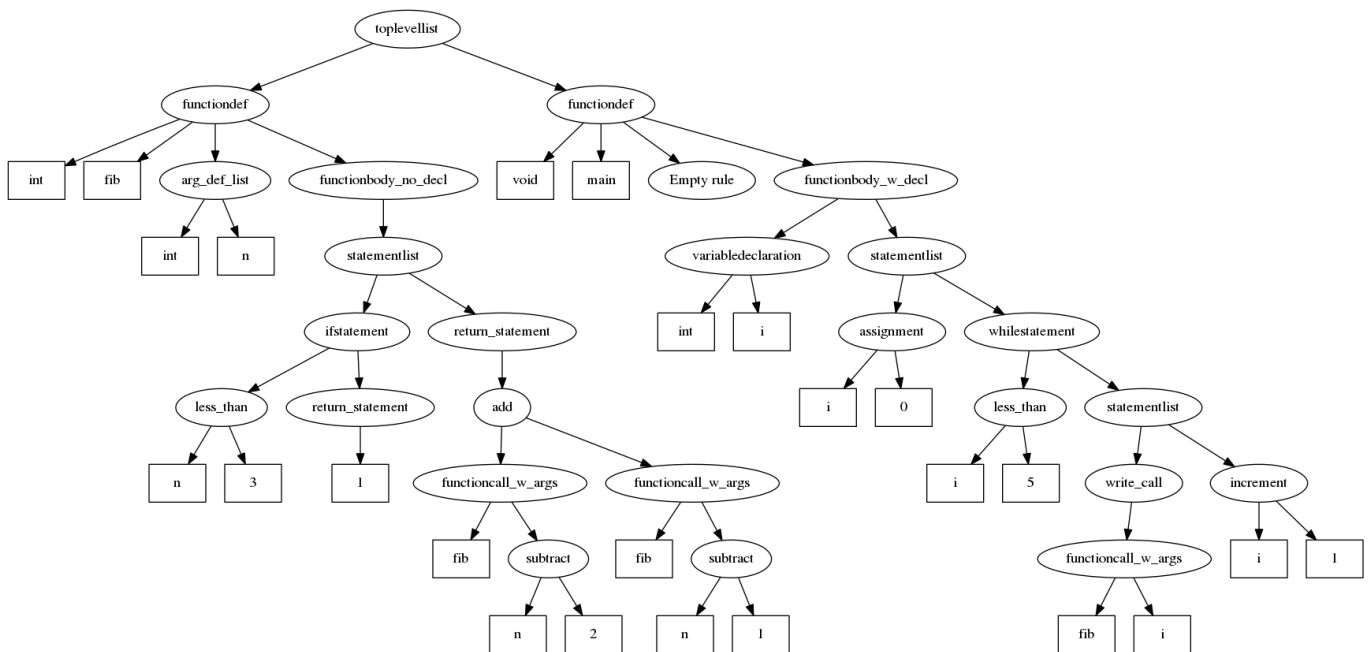 toplevellist
functiondef
functiondef
int
fib
arg_def_list
functionbody_no_decl
void
main
Empty rule
functionbody_w_decl
int
n
statementlist
variabledeclaration
statementlist
ifstatement
return_statement
int
i
assignment
whilestatement
less_than
return_statement
add
i
0
less_than
statementlist
n
3
1
functioncall_w_args
functioncall_w_args
i
5
write_call
increment
fib
subtract
fib
subtract
functioncall_w_args
i
1
n
2
n
1
fib
i